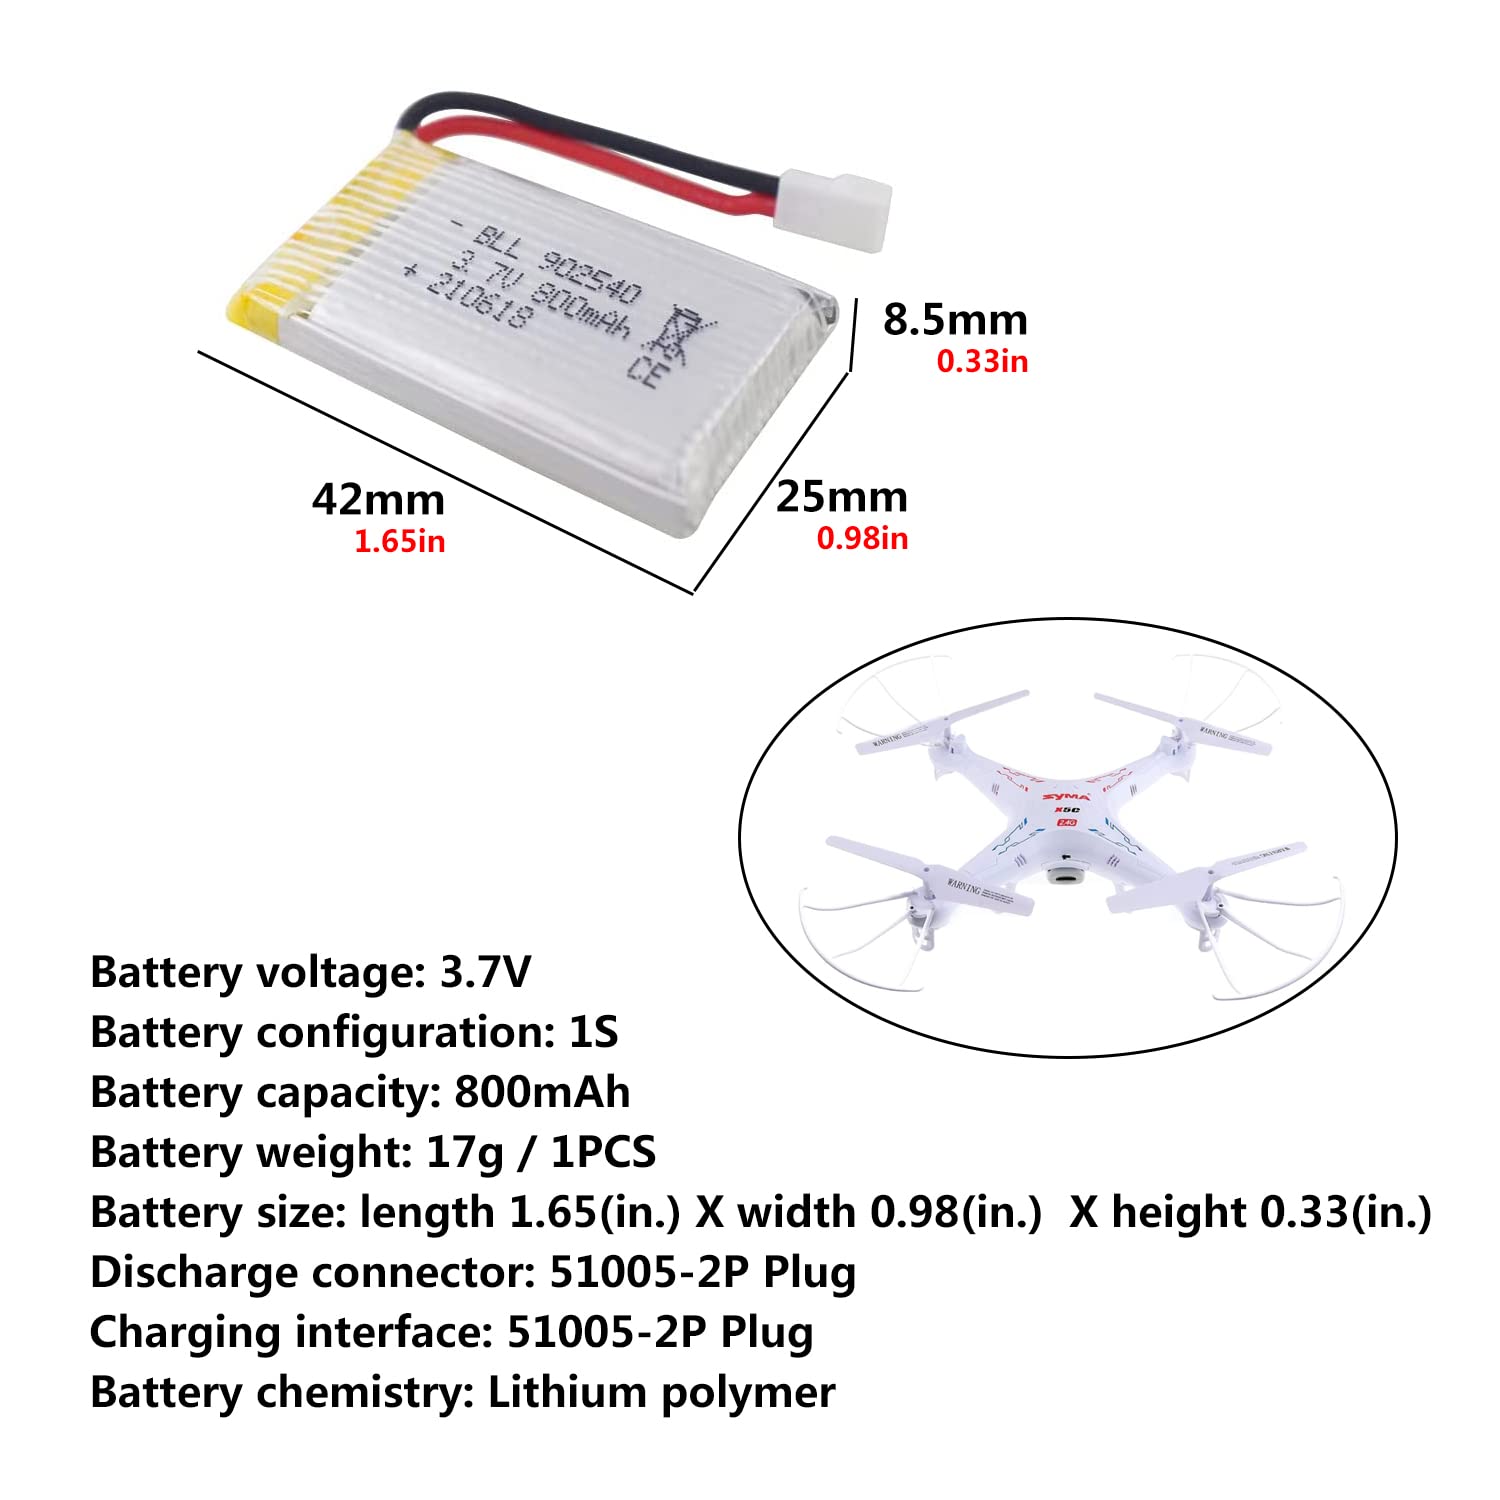 - BLL 902540
3.7V 800mAh
+ 210618
CE
8.5mm
0.33in
42mm
1.65in
25mm
0.98in
WARNING
WARNING
SYMA
X5C
2.4G
WARNING
WARNING
Battery voltage: 3.7V
Battery configuration: 1S
Battery capacity: 800mAh
Battery weight: 17g / 1PCS
Battery size: length 1.65(in.) X width 0.98(in.) X height 0.33(in.)
Discharge connector: 51005-2P Plug
Charging interface: 51005-2P Plug
Battery chemistry: Lithium polymer